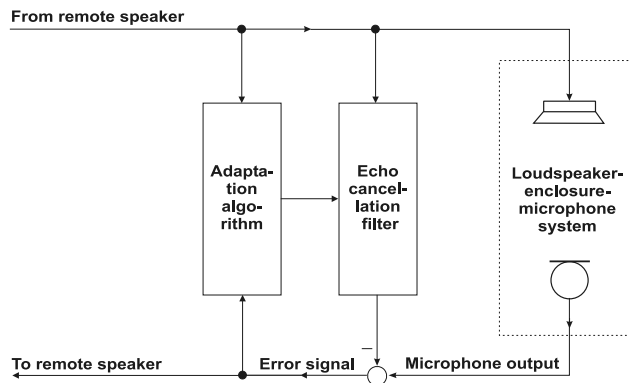 From remote speaker
Adapta-
tion
algo-
rithm
Echo
cancel-
lation
filter
Loudspeaker-
enclosure-
microphone
system
–
To remote speaker
Error signal
Microphone output